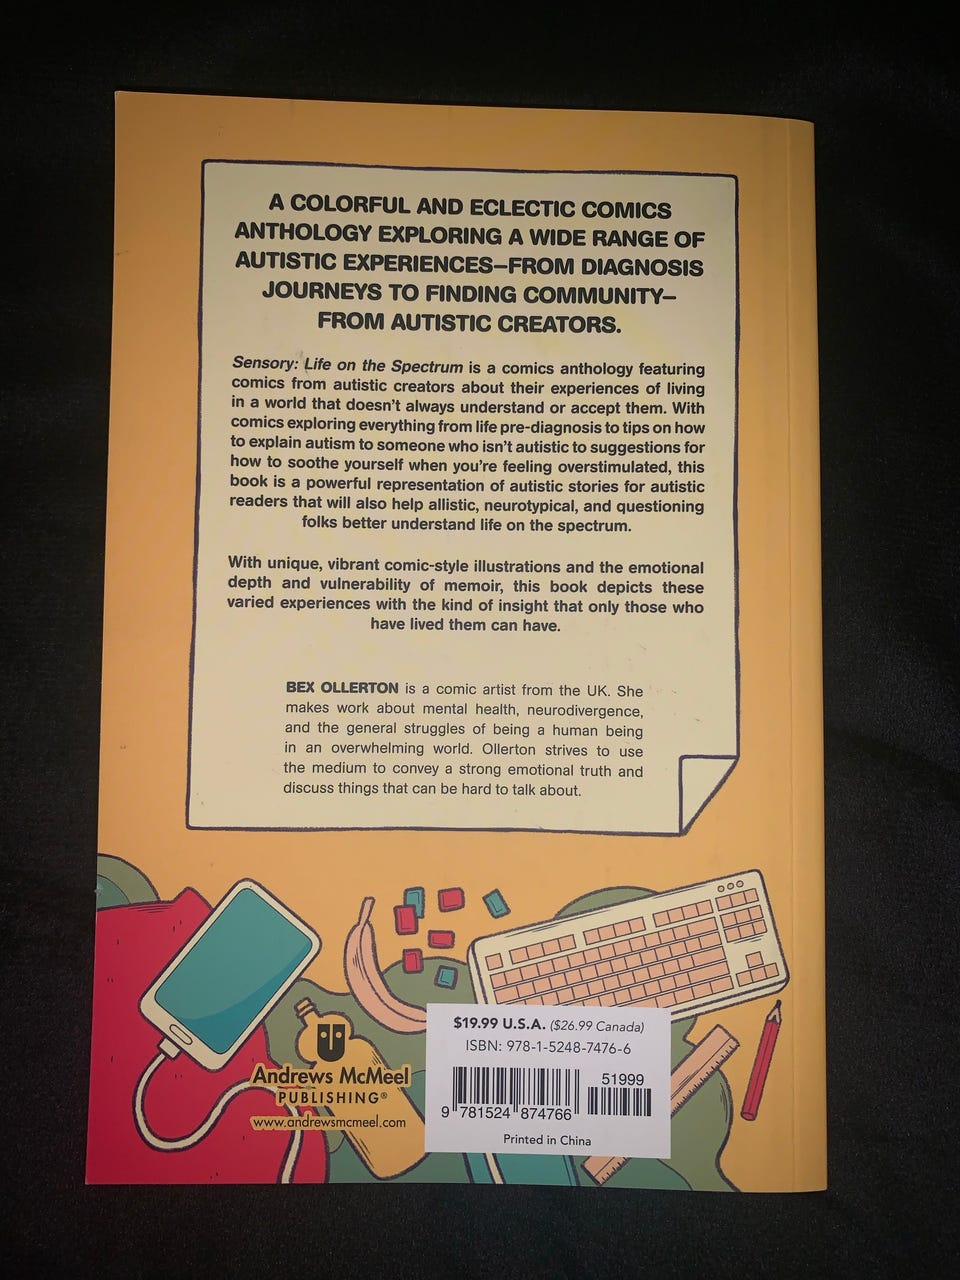 A COLORFUL AND ECLECTIC COMICS
ANTHOLOGY EXPLORING A WIDE RANGE OF
AUTISTIC EXPERIENCES—FROM DIAGNOSIS
JOURNEYS TO FINDING COMMUNITY—
FROM AUTISTIC CREATORS.
Sensory: Life on the Spectrum is a comics anthology featuring
comics from autistic creators about their experiences of living
in a world that doesn't always understand or accept them. With
comics exploring everything from life pre-diagnosis to tips on how
to explain autism to someone who isn't autistic to suggestions for
how to soothe yourself when you're feeling overstimulated, this
book is a powerful representation of autistic stories for autistic
readers that will also help allistic, neurotypical, and questioning
folks better understand life on the spectrum.
With unique, vibrant comic-style illustrations and the emotional
depth and vulnerability of memoir, this book depicts these
varied experiences with the kind of insight that only those who
have lived them can have.
BEX OLLERTON is a comic artist from the UK. She
makes work about mental health, neurodivergence,
and the general struggles of being a human being
in an overwhelming world. Ollerton strives to use
the medium to convey a strong emotional truth and
discuss things that can be hard to talk about.
Andrews McMeel
PUBLISHING®
www.andrewsmcmeel.com
$19.99 U.S.A. ($26.99 Canada)
ISBN: 978-1-5248-7476-6
51999
9 781524 874766
Printed in China